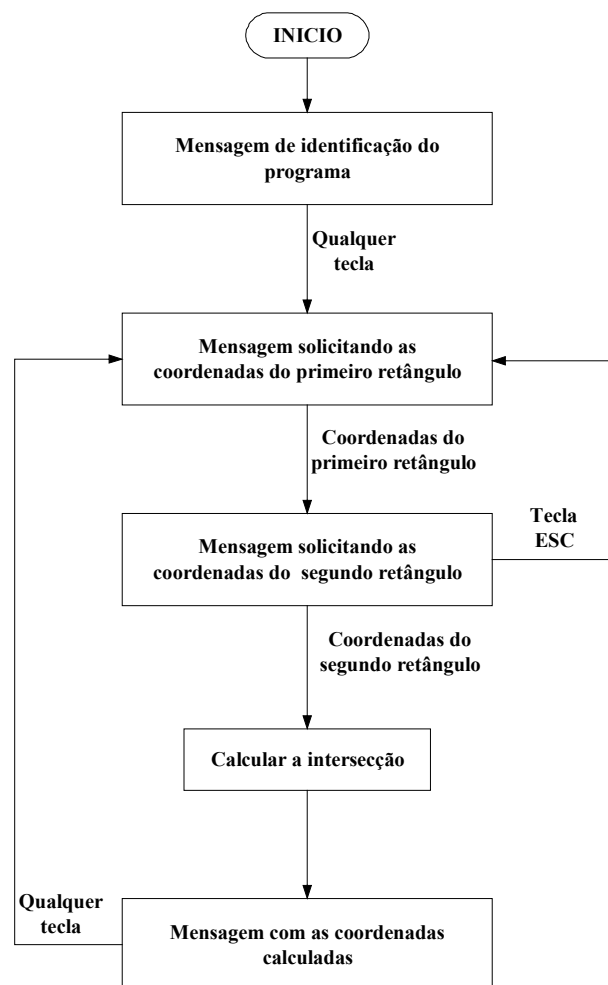 INICIO
Mensagem de identificação do
programa
Qualquer
tecla
Mensagem solicitando as
coordenadas do primeiro retângulo
Coordenadas do
primeiro retângulo
Mensagem solicitando as
coordenadas do segundo retângulo
Tecla
ESC
Coordenadas do
segundo retângulo
Calcular a intersecção
Qualquer
tecla
Mensagem com as coordenadas
calculadas